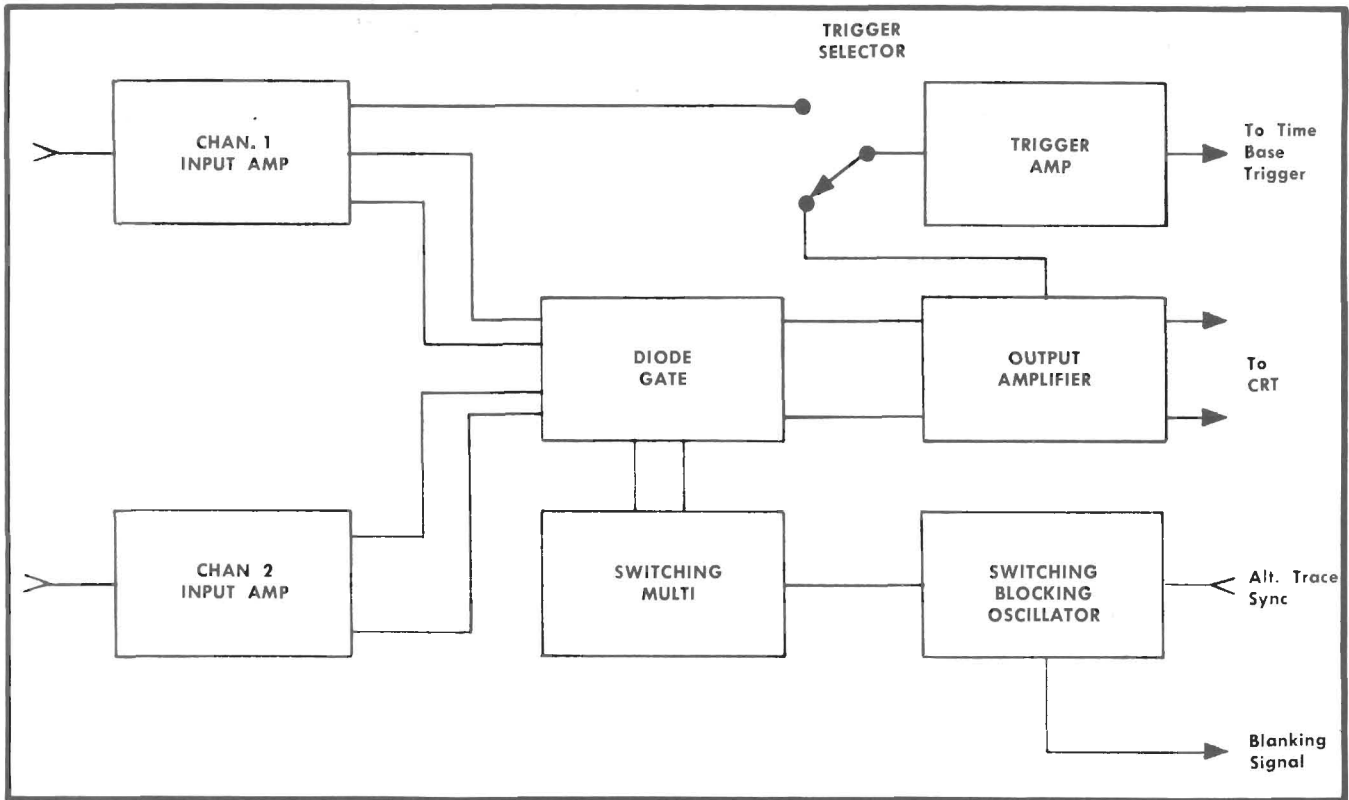 TRIGGER
SELECTOR
CHAN. 1
INPUT AMP
TRIGGER
AMP
To Time
Base
Trigger
DIODE
GATE
OUTPUT
AMPLIFIER
To
CRT
CHAN 2
INPUT AMP
SWITCHING
MULTI
SWITCHING
BLOCKING
OSCILLATOR
Alt. Trace
Sync
Blanking
Signal